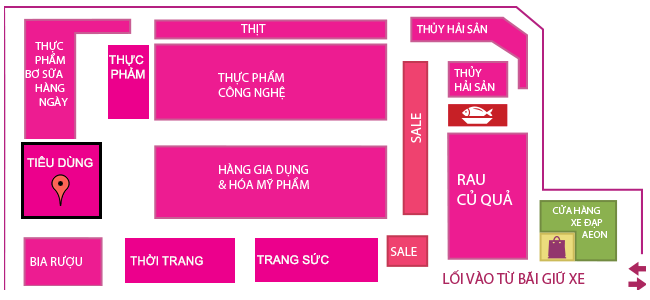 THỊT
THỦY HẢI SẢN
THỰC
PHẨM
BƠ SỮA
HÀNG
NGÀY
THỰC
PHẨM
THỰC PHẨM
CÔNG NGHỆ
SALE
THỦY
HẢI SẢN
TIÊU DÙNG
HÀNG GIA DỤNG
& HÓA MỸ PHẨM
RAU
CỦ QUẢ
CỬA HÀNG
XE ĐẠP
AEON
BIA RƯỢU
THỜI TRANG
TRANG SỨC
SALE
LỐI VÀO TỪ BÃI GIỮ XE